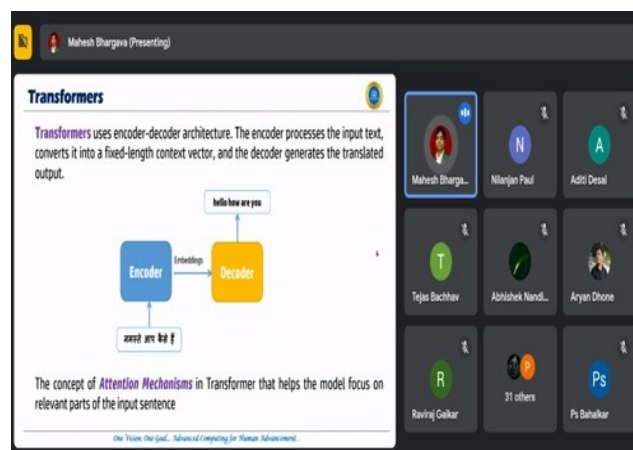 Mahesh Bhargava (Presenting)
Transformers
Transformers uses encoder-decoder architecture. The encoder processes the input text,
converts it into a fixed-length context vector, and the decoder generates the translated
output.
hello how are you
Encoder
Embeddings
Decoder
नमस्ते आप कैसे हैं
The concept of Attention Mechanisms in Transformer that helps the model focus on
relevant parts of the input sentence
One Vision. One Goal... Advanced Computing for Human Advancement...
Mahesh Bharga...
N
Nilanjan Paul
A
Aditi Desai
T
Tejas Bachhav
Abhishek Nandi...
Aryan Dhone
R
Raviraj Gaikar
P
31 others
Ps
Ps Bahalkar